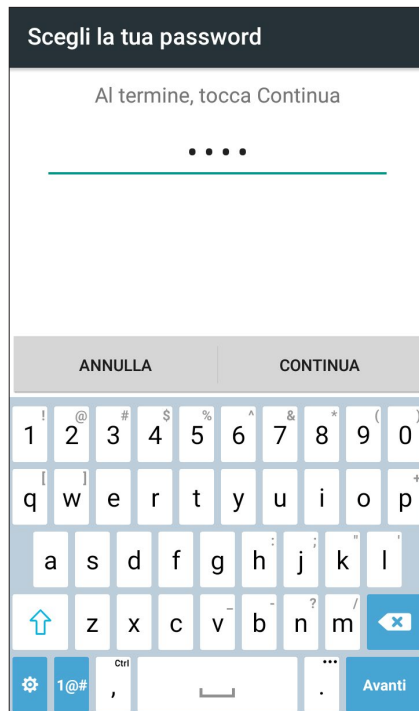 Scegli la tua password
Al termine, tocca Continua
••••
ANNULLA CONTINUA
! @ # $ % ^ & * ( )
1 2 3 4 5 6 7 8 9 0
[ ] +
q w e r t y u i o p
: ; " '
a s d f g h j k l
_ - ? /
z x c v b n m
Ctrl •••
1@# , . Avanti